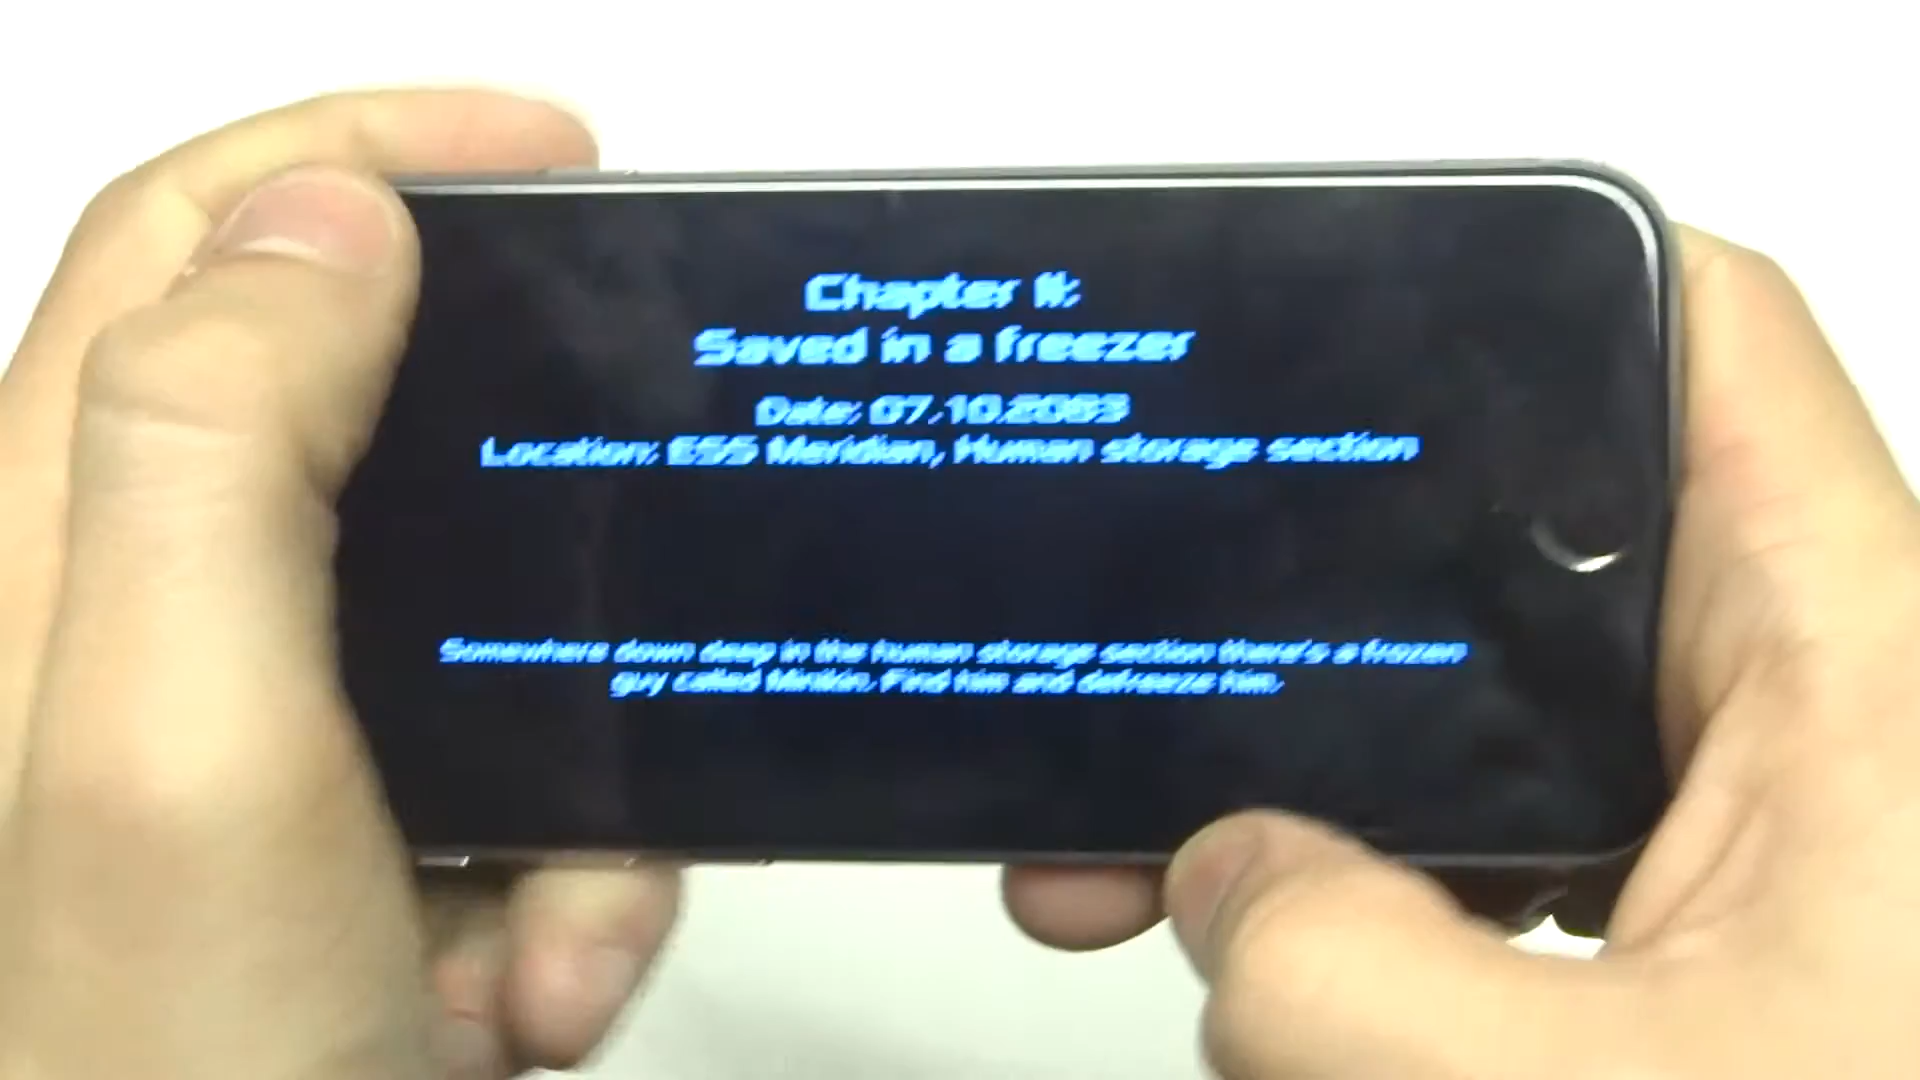 Chapter II:
Saved in a freezer
Date: 07.10.2083
Location: ESS Meridian, Human storage section
Somewhere down deep in the human storage section there's a frozen
guy called Minikin. Find him and defreeze him.